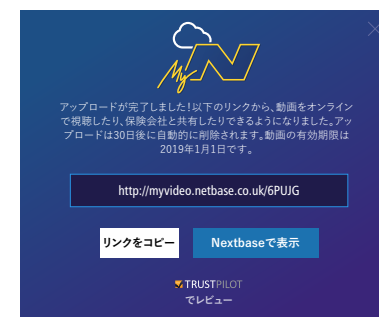 My N
アップロードが完了しました!以下のリンクから、動画をオンライン
で視聴したり、保険会社と共有したりできるようになりました。アッ
プロードは30日後に自動的に削除されます。動画の有効期限は
2019年1月1日です。
http://myvideo.netbase.co.uk/6PUJG
リンクをコピー Nextbaseで表示
TRUSTPILOT
でレビュー